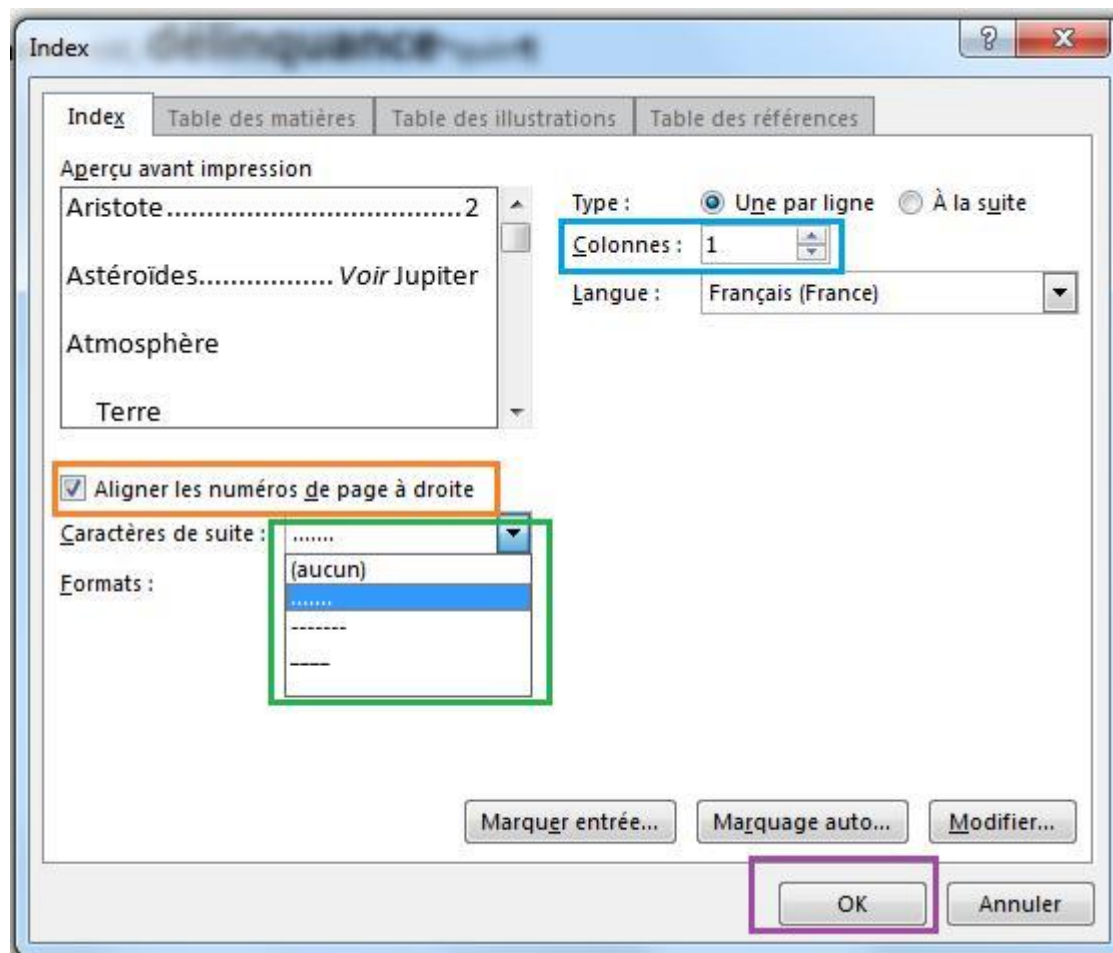 délinquance
Index
Index Table des matières Table des illustrations Table des références
Aperçu avant impression
Aristote....................................2
Astéroïdes................. Voir Jupiter
Atmosphère
Terre
Type : Une par ligne À la suite
Colonnes : 1
Langue : Français (France)
Aligner les numéros de page à droite
Caractères de suite : .......
(aucun)
.......
-------
____
Formats :
Marquer entrée... Marquage auto... Modifier...
OK Annuler